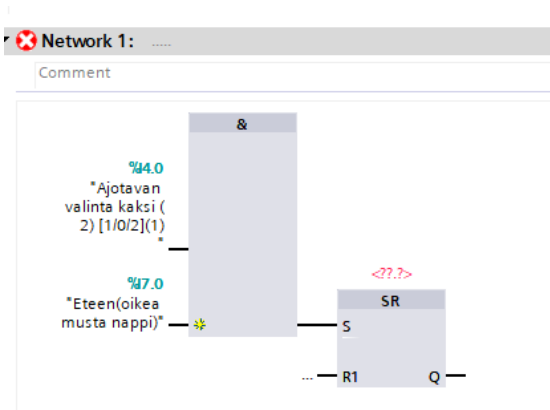 Network 1: .....
Comment
&
%I4.0
"Ajotavan
valinta kaksi (
2) [1/0/2](1)
"
%I7.0
"Eteen(oikea
musta nappi)"
<??.?>
SR
S
... R1 Q